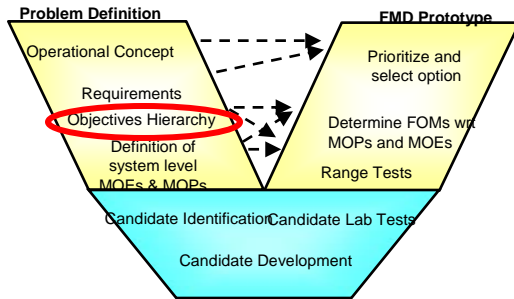 Problem Definition
Operational Concept
Requirements
Objectives Hierarchy
Definition of
system level
MOEs & MOPs
FMD Prototype
Prioritize and
select option
Determine FOMs wrt
MOPs and MOEs
Range Tests
Candidate Identification
Candidate Lab Tests
Candidate Development